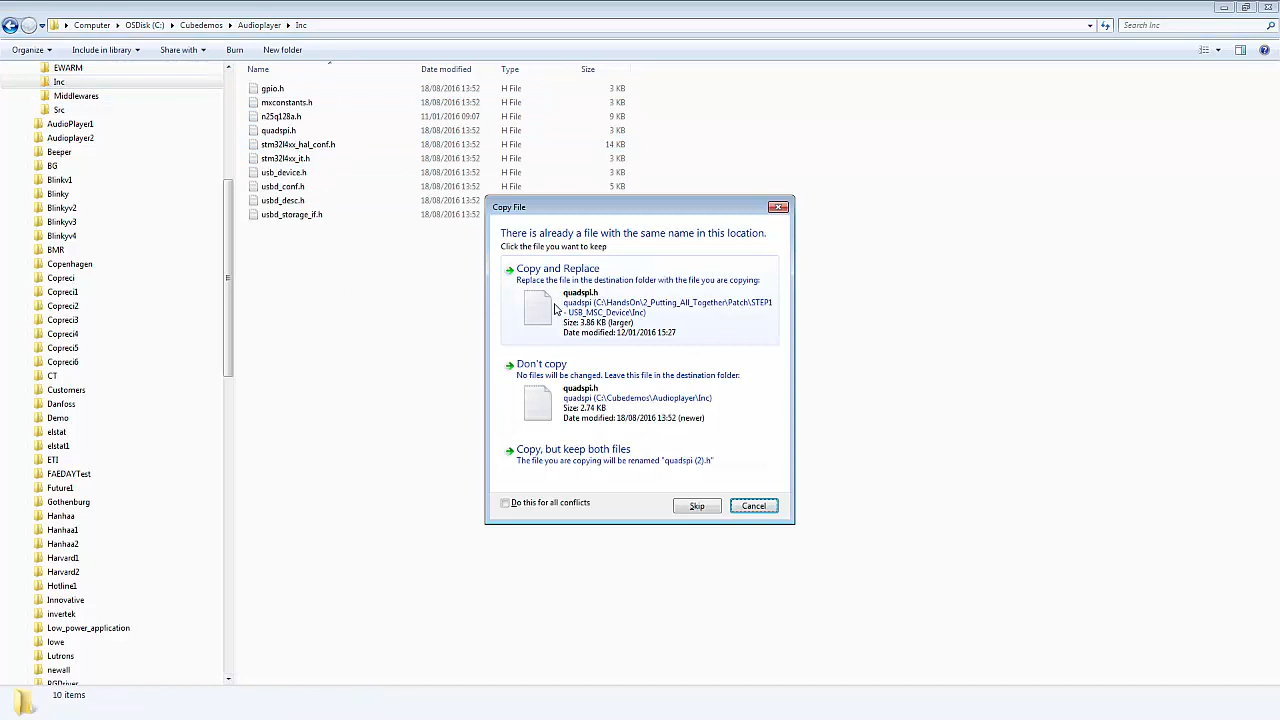 Computer ▸ OSDisk (C:) ▸ Cubedemos ▸ Audioplayer ▸ Inc
Search Inc
Organize Include in library Share with Burn New folder
Name Date modified Type Size
EWARM
Inc
Middlewares
Src
AudioPlayer1
Audioplayer2
Beeper
BG
Blinkv1
Blinky
Blinkyv2
Blinkyv3
Blinkyv4
BMR
Copenhagen
Copreci
Copreci1
Copreci2
Copreci3
Copreci4
Copreci5
Copreci6
CT
Customers
Danfoss
Demo
elstat
elstat1
ETI
FAEDAYTest
Future1
Gothenburg
Hanhaa
Hanhaa1
Hanhaa2
Harvard1
Harvard2
Hotline1
Innovative
invertek
Low_power_application
lowe
Lutrons
newall
gpio.h 18/08/2016 13:52 H File 3 KB
mxconstants.h 18/08/2016 13:52 H File 3 KB
n25q128a.h 11/01/2016 09:07 H File 9 KB
quadspi.h 18/08/2016 13:52 H File 3 KB
stm32l4xx_hal_conf.h 18/08/2016 13:52 H File 14 KB
stm32l4xx_it.h 18/08/2016 13:52 H File 3 KB
usb_device.h 18/08/2016 13:52 H File 3 KB
usbd_conf.h 18/08/2016 13:52 H File 5 KB
usbd_desc.h 18/08/2016 13:52
usbd_storage_if.h 18/08/2016 13:52
Copy File
There is already a file with the same name in this location.
Click the file you want to keep
Copy and Replace
Replace the file in the destination folder with the file you are copying:
quadspi.h
quadspi (C:\HandsOn\2_Putting_All_Together\Patch\STEP1
- USB_MSC_Device\Inc)
Size: 3.86 KB (larger)
Date modified: 12/01/2016 15:27
Don't copy
No files will be changed. Leave this file in the destination folder:
quadspi.h
quadspi (C:\Cubedemos\Audioplayer\Inc)
Size: 2.74 KB
Date modified: 18/08/2016 13:52 (newer)
Copy, but keep both files
The file you are copying will be renamed "quadspi (2).h"
Do this for all conflicts
Skip
Cancel
10 items